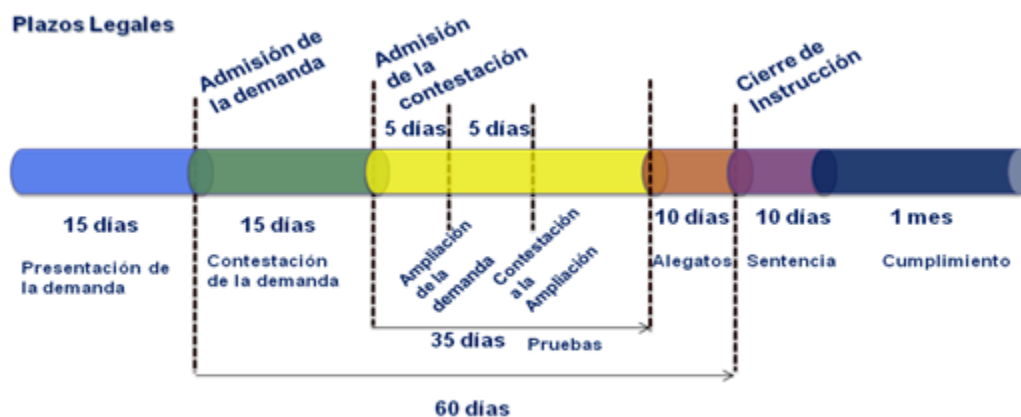 Plazos Legales
Admisión de
la demanda
Admisión
de la
contestación
Cierre de
Instrucción
5 días
5 días
15 días
15 días
10 días
10 días
1 mes
Presentación de
la demanda
Contestación
de la demanda
Ampliación
de la
demanda
Contestación
a la
Ampliación
Alegatos
Sentencia
Cumplimiento
35 días
Pruebas
60 días